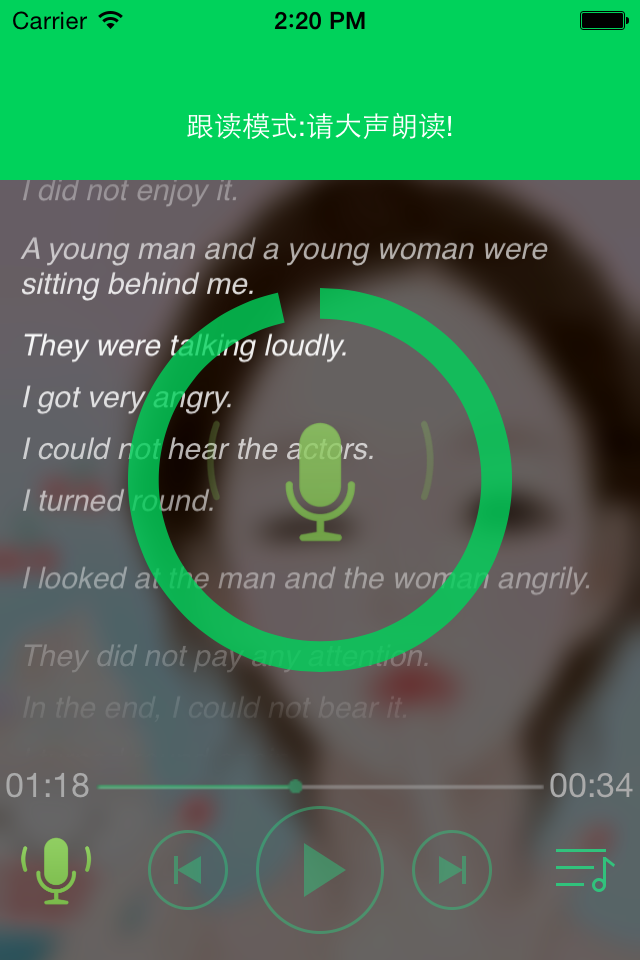 Carrier 2:20 PM
跟读模式:请大声朗读!
I did not enjoy it.
A young man and a young woman were
sitting behind me.
They were talking loudly.
I got very angry.
I could not hear the actors.
I turned round.
I looked at the man and the woman angrily.
They did not pay any attention.
In the end, I could not bear it.
01:18 00:34